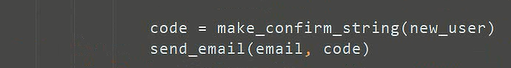 code = make_confirm_string(new_user)
send_email(email, code)